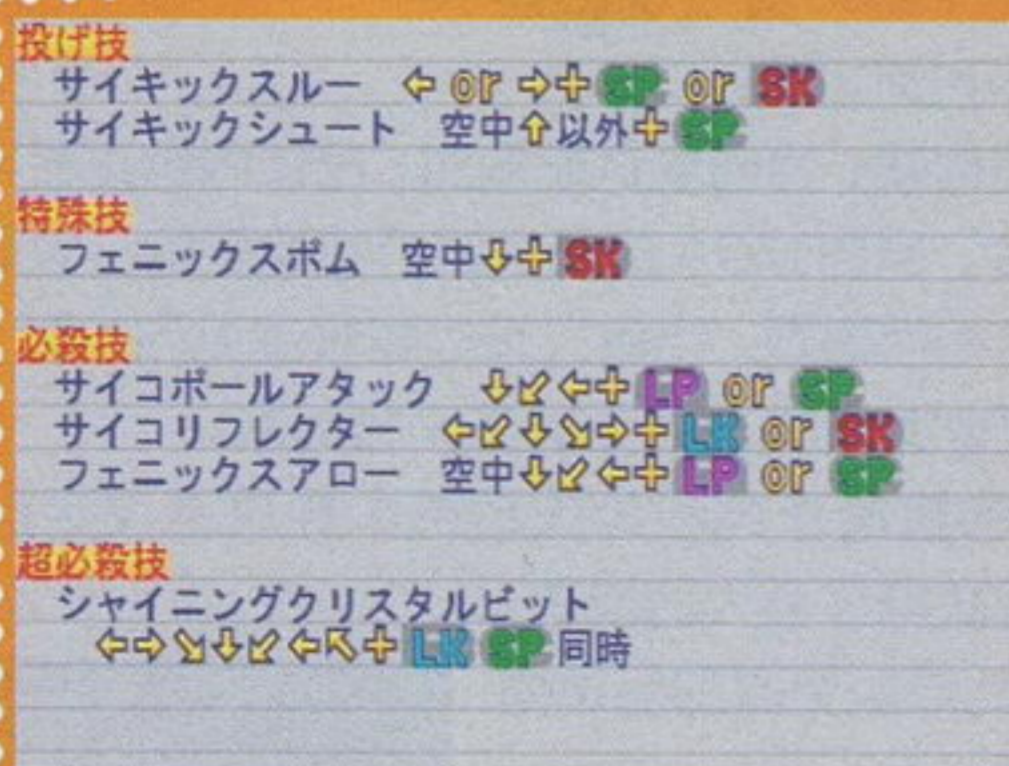 投げ技
サイキックスルー ← or →+ SP or SK
サイキックシュート 空中↑以外+ SP
特殊技
フェニックスボム 空中↓+ SK
必殺技
サイコボールアタック ↓↙←+ LP or SP
サイコリフレクター ←↙↓↘→+ LK or SK
フェニックスアロー 空中↓↙←+ LP or SP
超必殺技
シャイニングクリスタルビット
←→↘↓↙←↖+ LK SP 同時